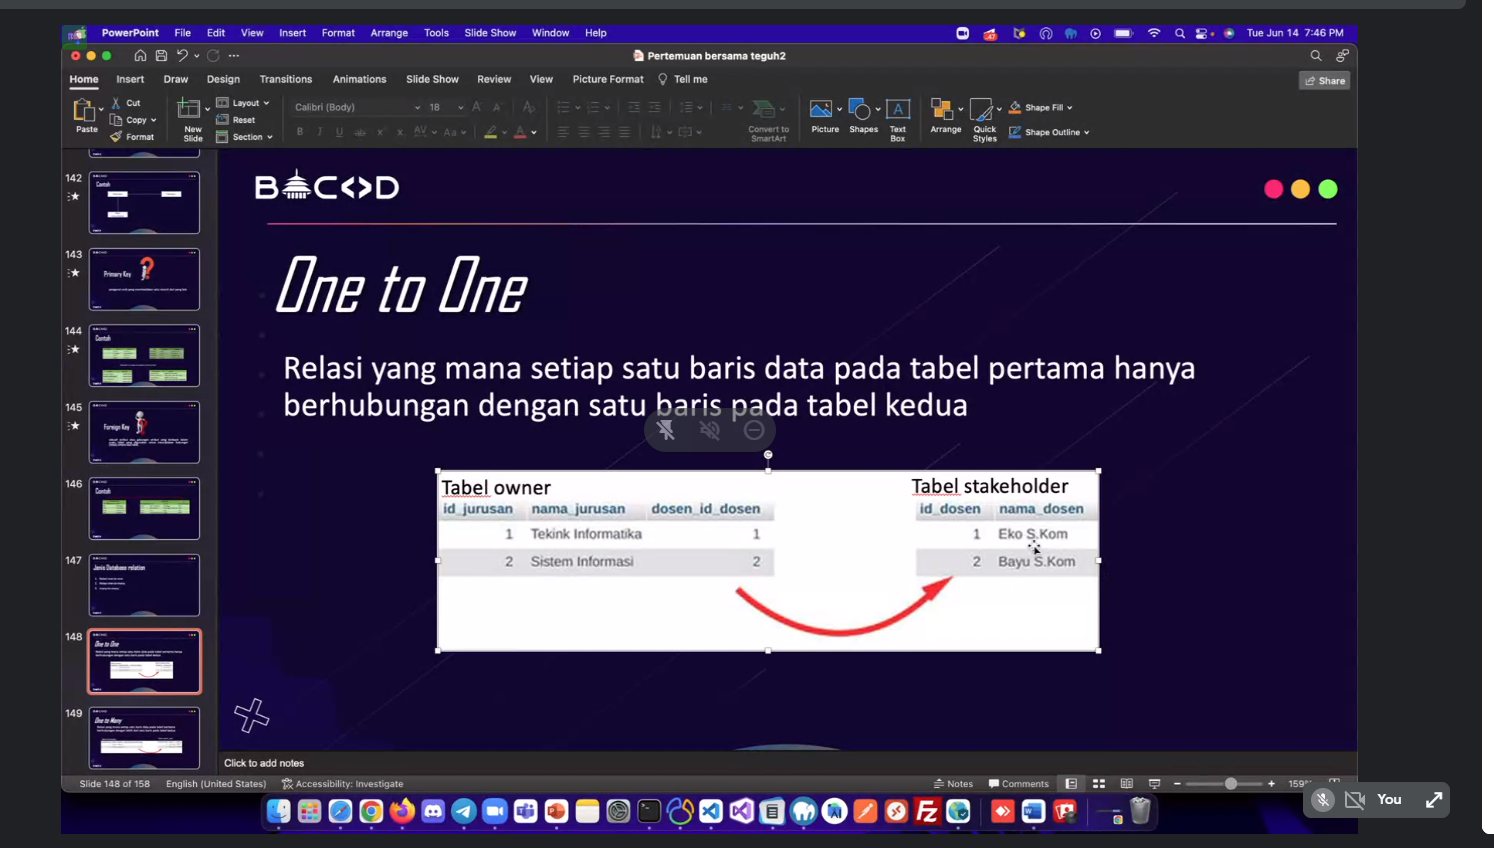 PowerPoint File Edit View Insert Format Arrange Tools Slide Show Window Help Tue Jun 14 7:46 PM
Pertemuan bersama teguh2
Home Insert Draw Design Transitions Animations Slide Show Review View Picture Format Tell me Share
Paste Cut Copy Format
New Slide Layout Reset Section
Calibri (Body) 18
Convert to SmartArt
Picture Shapes Text Box
Arrange Quick Styles Shape Fill Shape Outline
142
Contoh
143
Primary Key
144
Contoh
145
Foreign Key
146
Contoh
147
Jenis Database relation
148
One to One
149
One to Many
One to One
Relasi yang mana setiap satu baris data pada tabel pertama hanya
berhubungan dengan satu baris pada tabel kedua
Tabel owner Tabel stakeholder
id_jurusan nama_jurusan dosen_id_dosen id_dosen nama_dosen
1 Tekink Informatika 1 1 Eko S.Kom
2 Sistem Informasi 2 2 Bayu S.Kom
Click to add notes
Slide 148 of 158 English (United States) Accessibility: Investigate Notes Comments
You